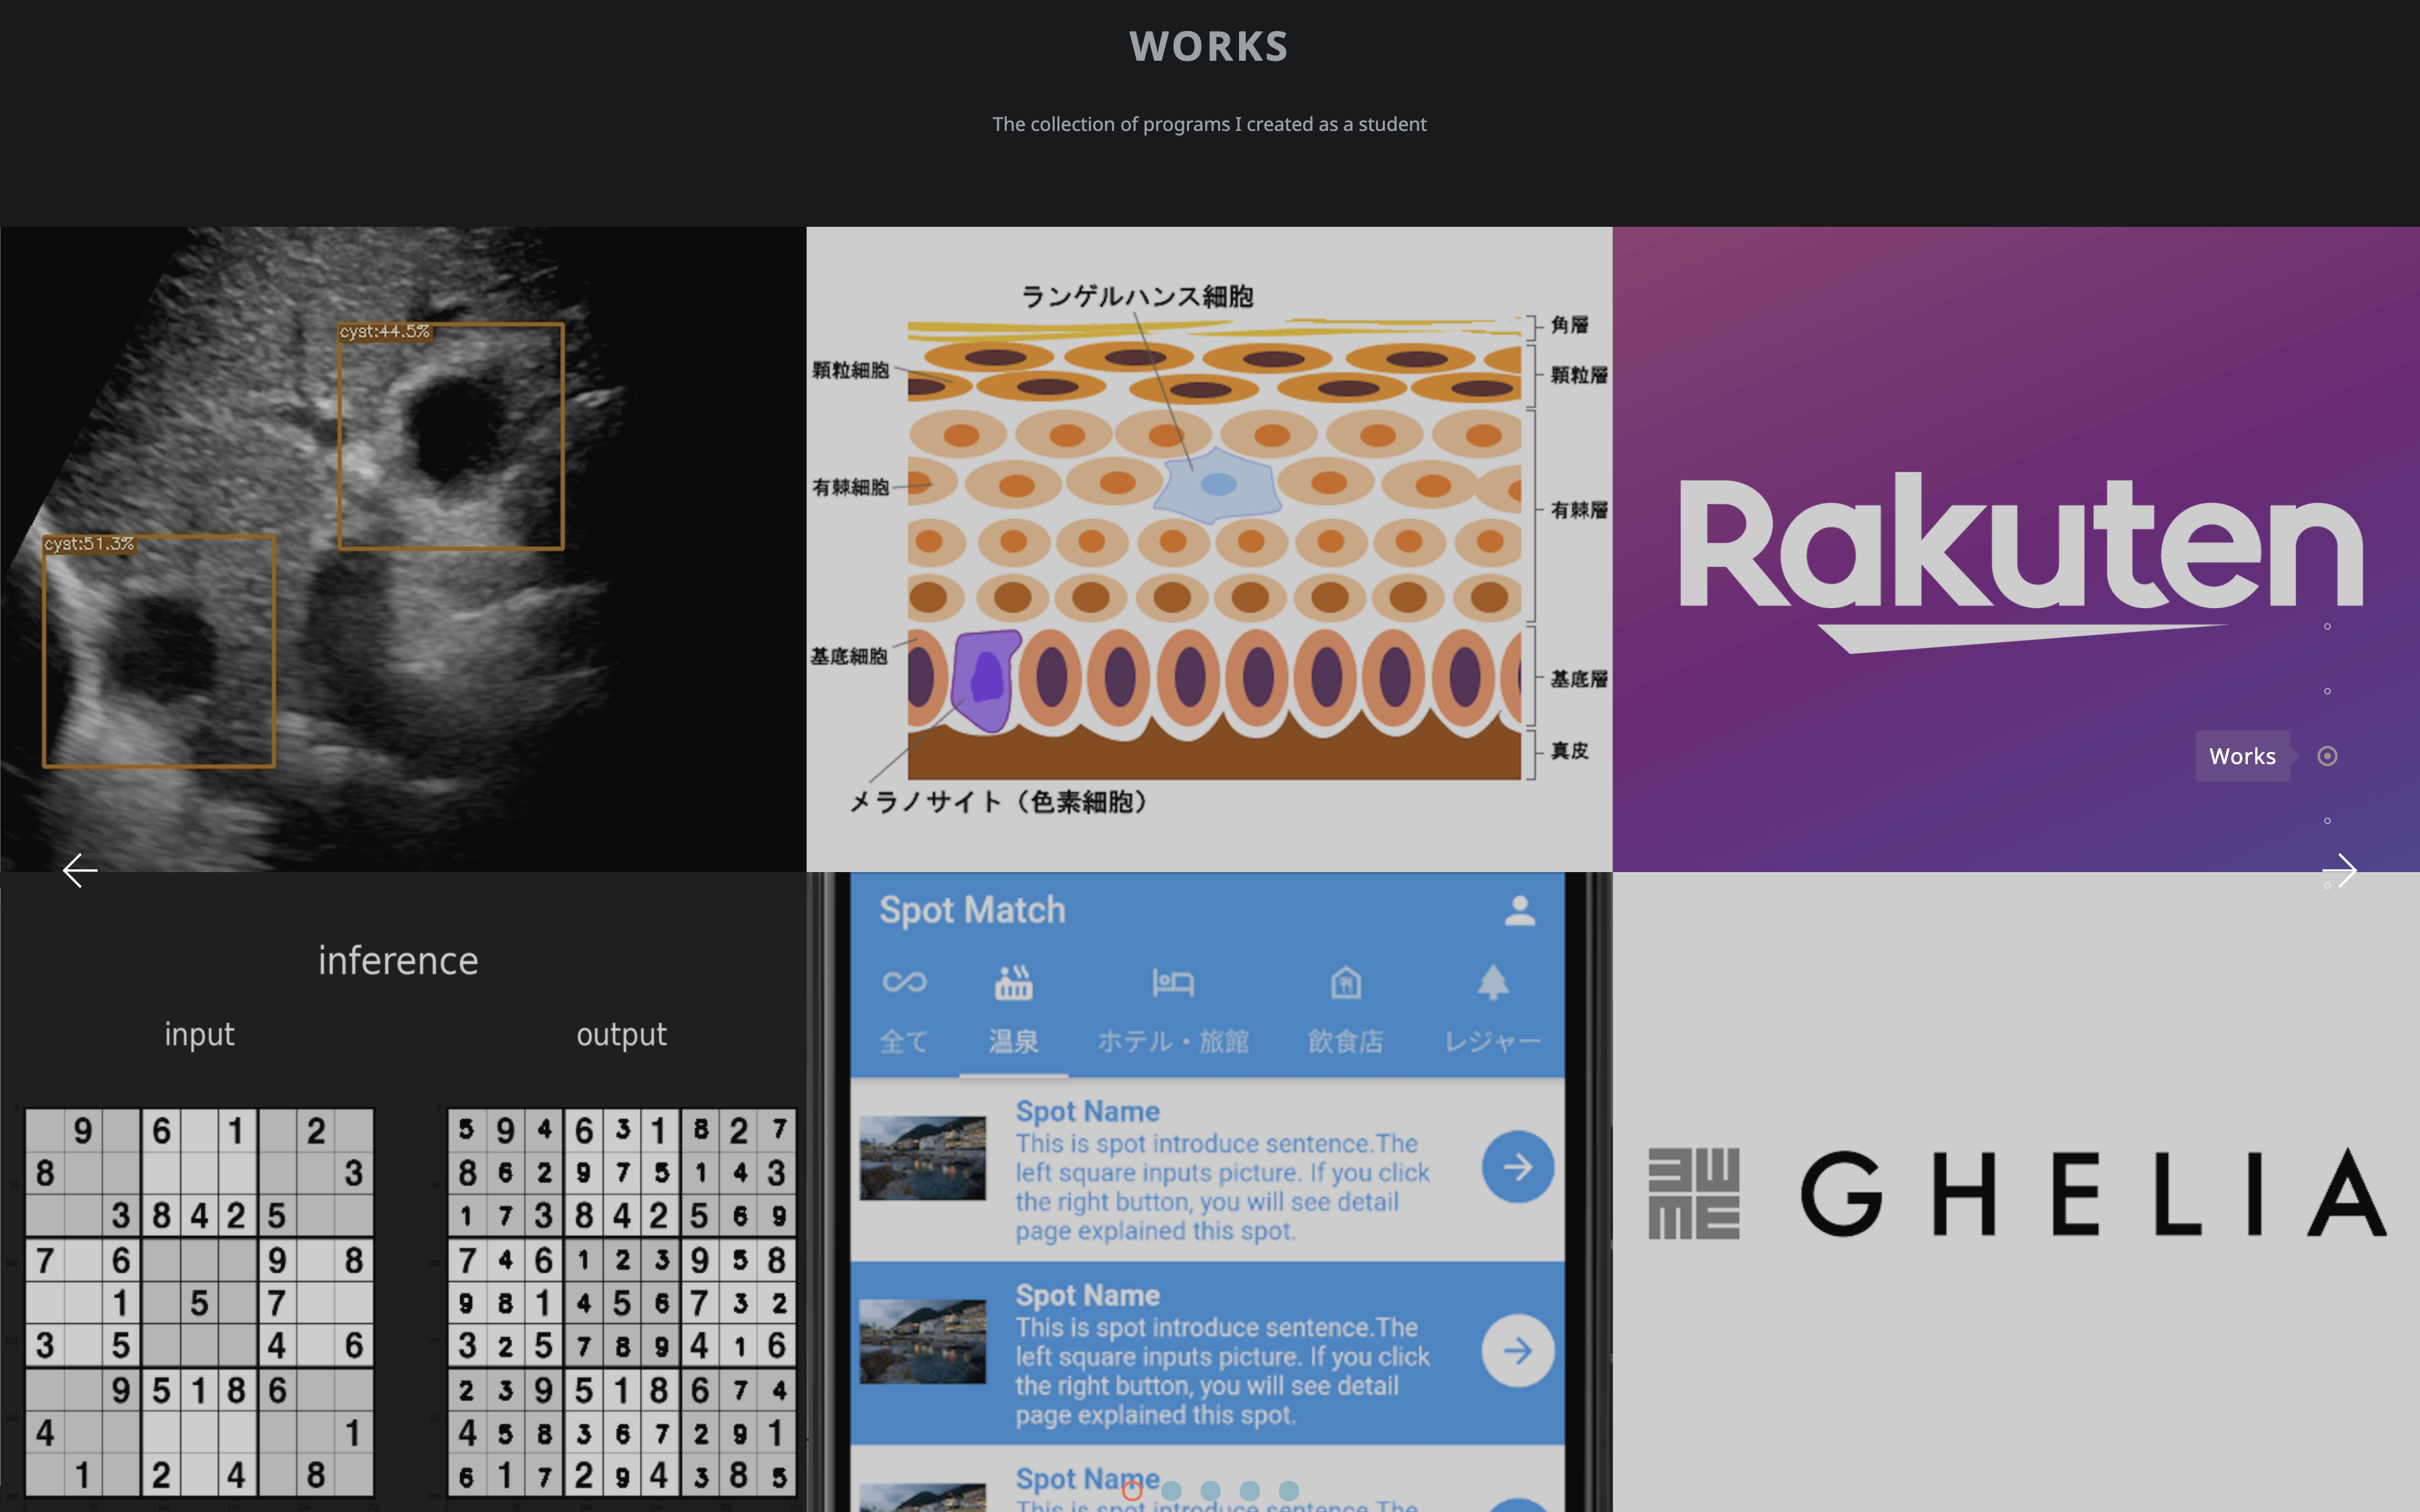 WORKS
The collection of programs I created as a student
cyst:44.5%
cyst:51.3%
ランゲルハンス細胞
角層
顆粒細胞
顆粒層
有棘細胞
有棘層
基底細胞
基底層
真皮
メラノサイト（色素細胞）
Rakuten
Works
inference
input
output
9 6 1 2
8 3
3 8 4 2 5
7 6 9 8
1 5 7
3 5 4 6
9 5 1 8 6
4 1
1 2 4 8
5 9 4 6 3 1 8 2 7
8 6 2 9 7 5 1 4 3
1 7 3 8 4 2 5 6 9
7 4 6 1 2 3 9 5 8
9 8 1 4 5 6 7 3 2
3 2 5 7 8 9 4 1 6
2 3 9 5 1 8 6 7 4
4 5 8 3 6 7 2 9 1
6 1 7 2 9 4 3 8 5
Spot Match
全て 温泉 ホテル・旅館 飲食店 レジャー
Spot Name
This is spot introduce sentence.The
left square inputs picture. If you click
the right button, you will see detail
page explained this spot.
Spot Name
This is spot introduce sentence.The
left square inputs picture. If you click
the right button, you will see detail
page explained this spot.
Spot Name
This is spot introduce sentence.The
GHELIA